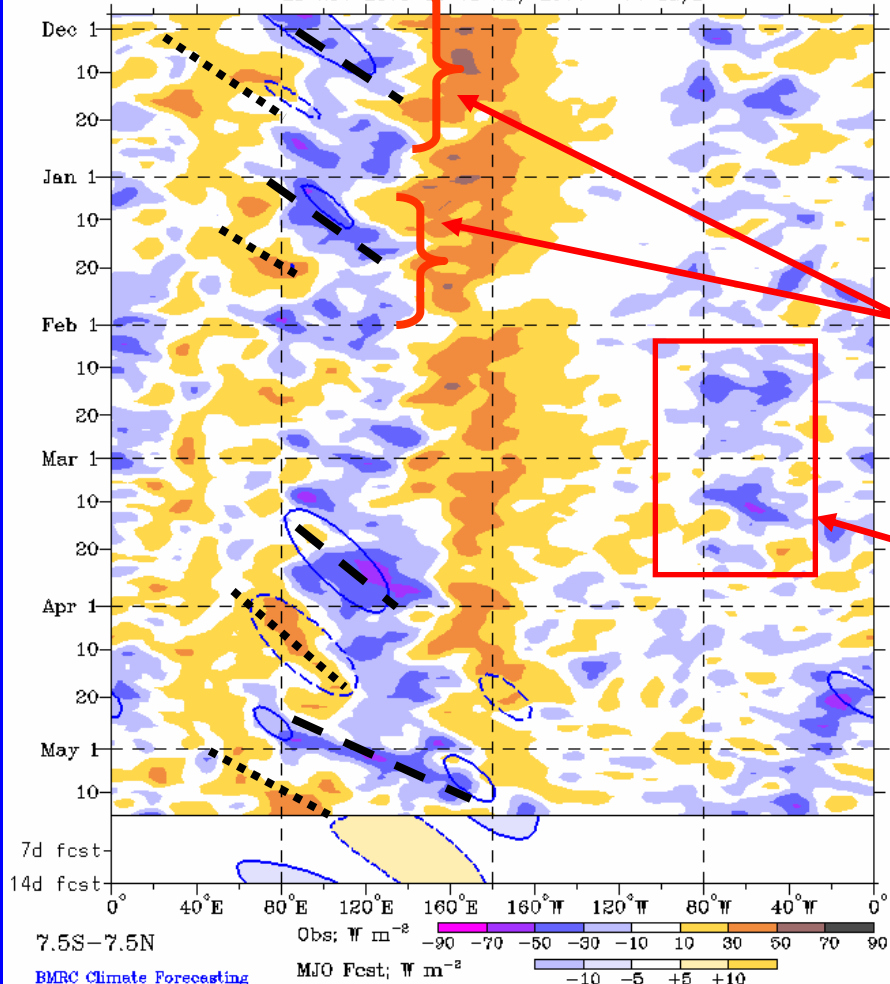 Dec 1
10
20
Jan 1
10
20
Feb 1
10
20
Mar 1
10
20
Apr 1
10
20
May 1
10
7d fcst
14d fcst
0° 40°E 80°E 120°E 160°E 160°W 120°W 80°W 40°W 0°
7.5S-7.5N
Obs; W m⁻²
-90 -70 -50 -30 -10 10 30 50 70 90
BMRC Climate Forecasting
MJO Fcst; W m⁻²
-10 -5 +5 +10